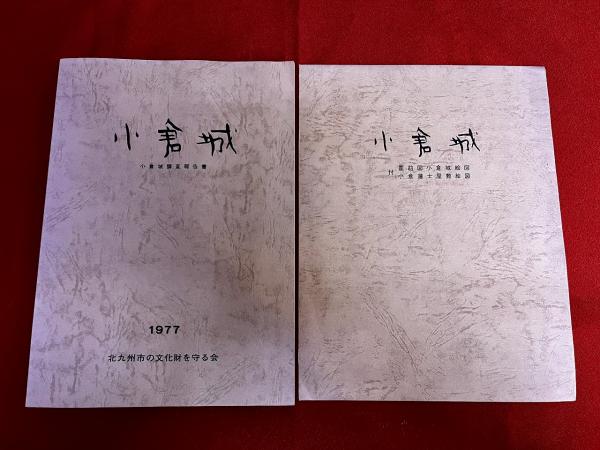 小倉城
小倉城調査報告書
1977
北九州市の文化財を守る会
小倉城
付
豊前国小倉城絵図
小倉藩士屋敷絵図